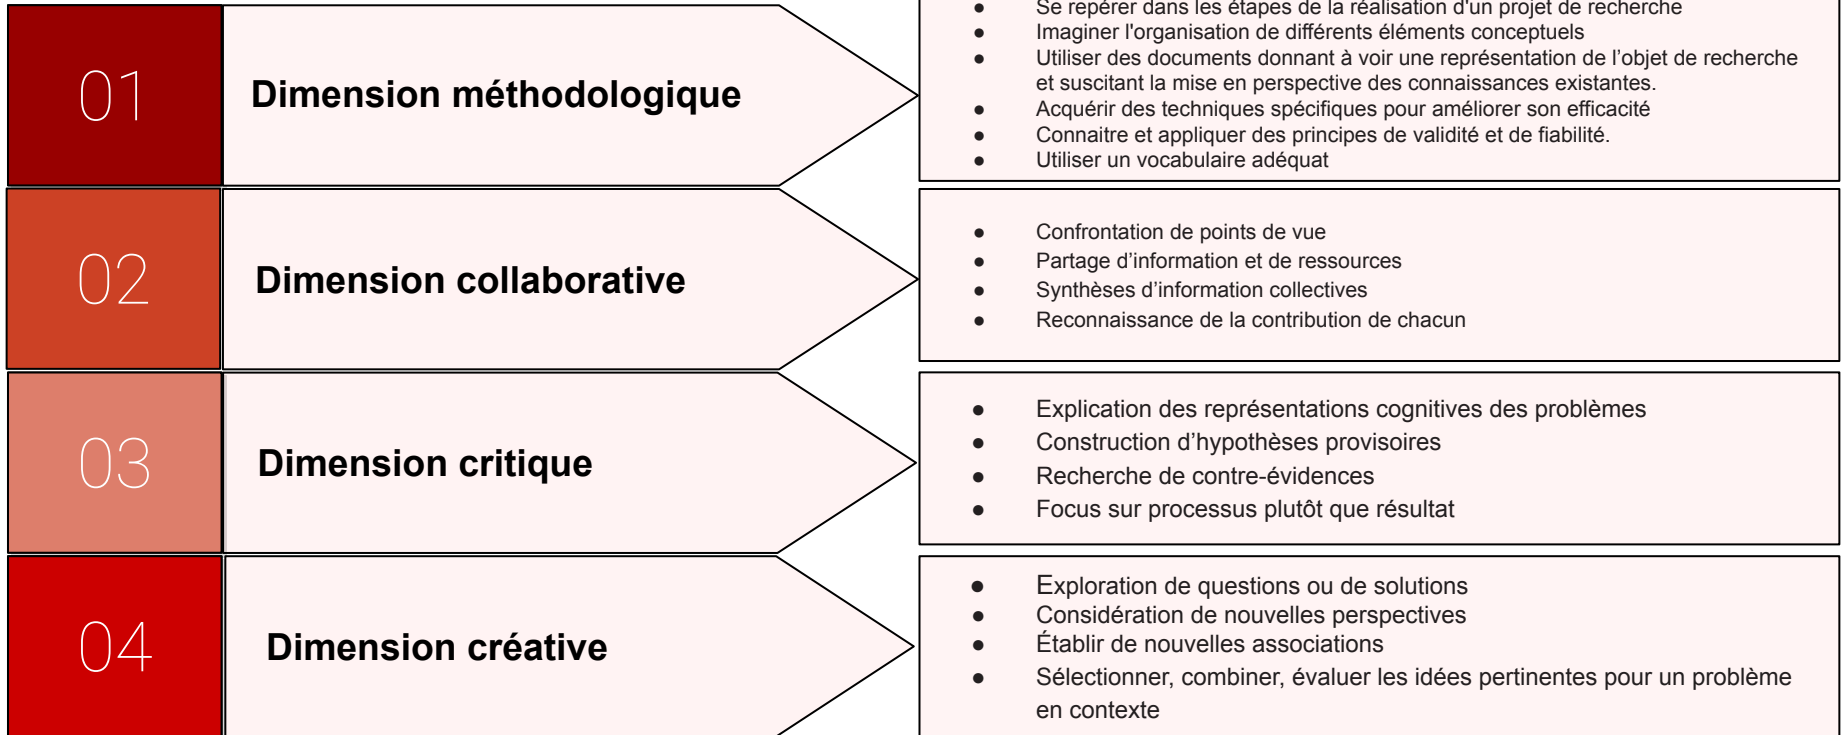 01
Dimension méthodologique
● Se repérer dans les étapes de la réalisation d'un projet de recherche
● Imaginer l'organisation de différents éléments conceptuels
● Utiliser des documents donnant à voir une représentation de l’objet de recherche
et suscitant la mise en perspective des connaissances existantes.
● Acquérir des techniques spécifiques pour améliorer son efficacité
● Connaitre et appliquer des principes de validité et de fiabilité.
● Utiliser un vocabulaire adéquat
02
Dimension collaborative
● Confrontation de points de vue
● Partage d’information et de ressources
● Synthèses d’information collectives
● Reconnaissance de la contribution de chacun
03
Dimension critique
● Explication des représentations cognitives des problèmes
● Construction d’hypothèses provisoires
● Recherche de contre-évidences
● Focus sur processus plutôt que résultat
04
Dimension créative
● Exploration de questions ou de solutions
● Considération de nouvelles perspectives
● Établir de nouvelles associations
● Sélectionner, combiner, évaluer les idées pertinentes pour un problème
en contexte